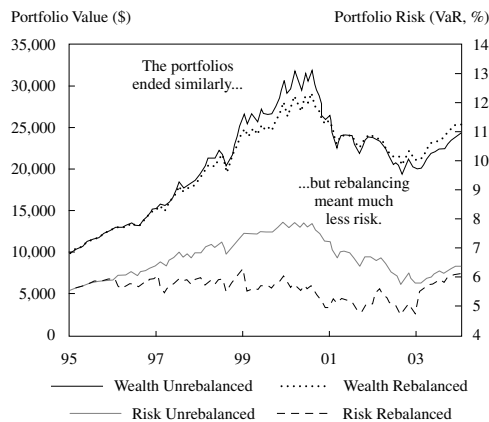 Portfolio Value ($)
Portfolio Risk (VaR, %)
35,000
30,000
25,000
20,000
15,000
10,000
5,000
0
14
13
12
11
10
9
8
7
6
5
4
The portfolios
ended similarly...
...but rebalancing
meant much
less risk.
95
97
99
01
03
Wealth Unrebalanced
Wealth Rebalanced
Risk Unrebalanced
Risk Rebalanced